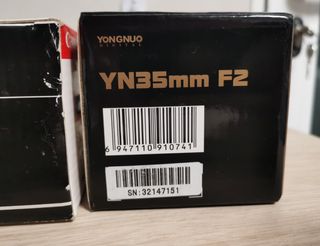 YONGNUO
DIGITAL
YN35mm F2
6 947110 910741
SN:32147151